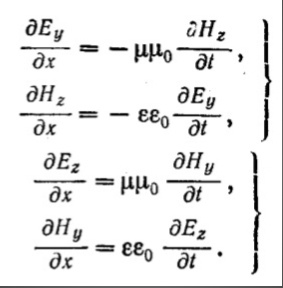 ∂E_y/∂x = − μμ₀ ∂H_z/∂t,
∂H_z/∂x = − εε₀ ∂E_y/∂t,
∂E_z/∂x = μμ₀ ∂H_y/∂t,
∂H_y/∂x = εε₀ ∂E_z/∂t.